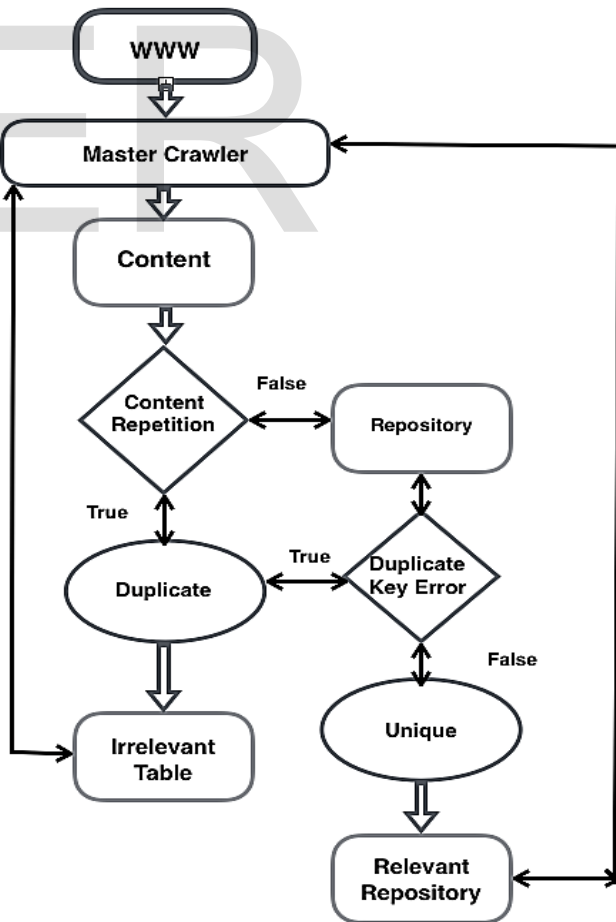 WWW
Master Crawler
Content
Content
Repetition
False
Repository
True
Duplicate
True
Duplicate
Key Error
False
Unique
Irrelevant
Table
Relevant
Repository
ER